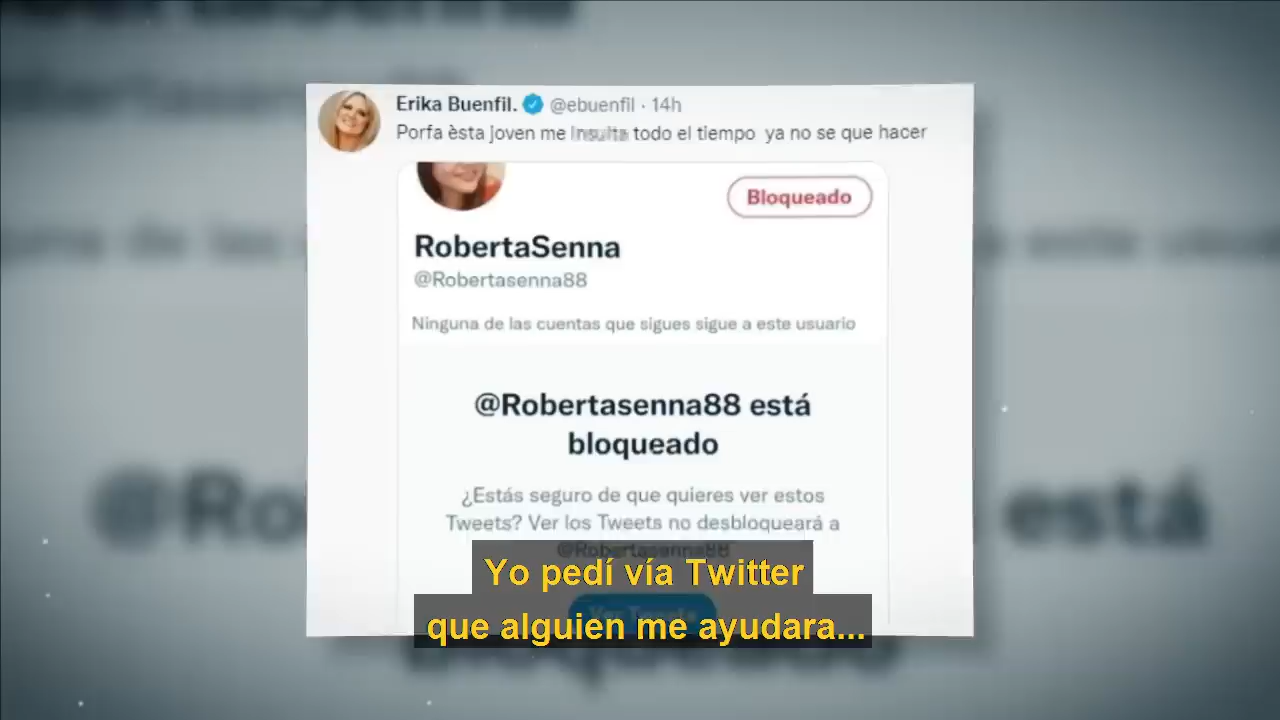 Erika Buenfil. @ebuenfil · 14h
Porfa èsta joven me Insulta todo el tiempo ya no se que hacer
Bloqueado
RobertaSenna
@Robertasenna88
Ninguna de las cuentas que sigues sigue a este usuario
@Robertasenna88 está
bloqueado
¿Estás seguro de que quieres ver estos
Tweets? Ver los Tweets no desbloqueará a
@Robertasenna88
Yo pedí vía Twitter
que alguien me ayudara...